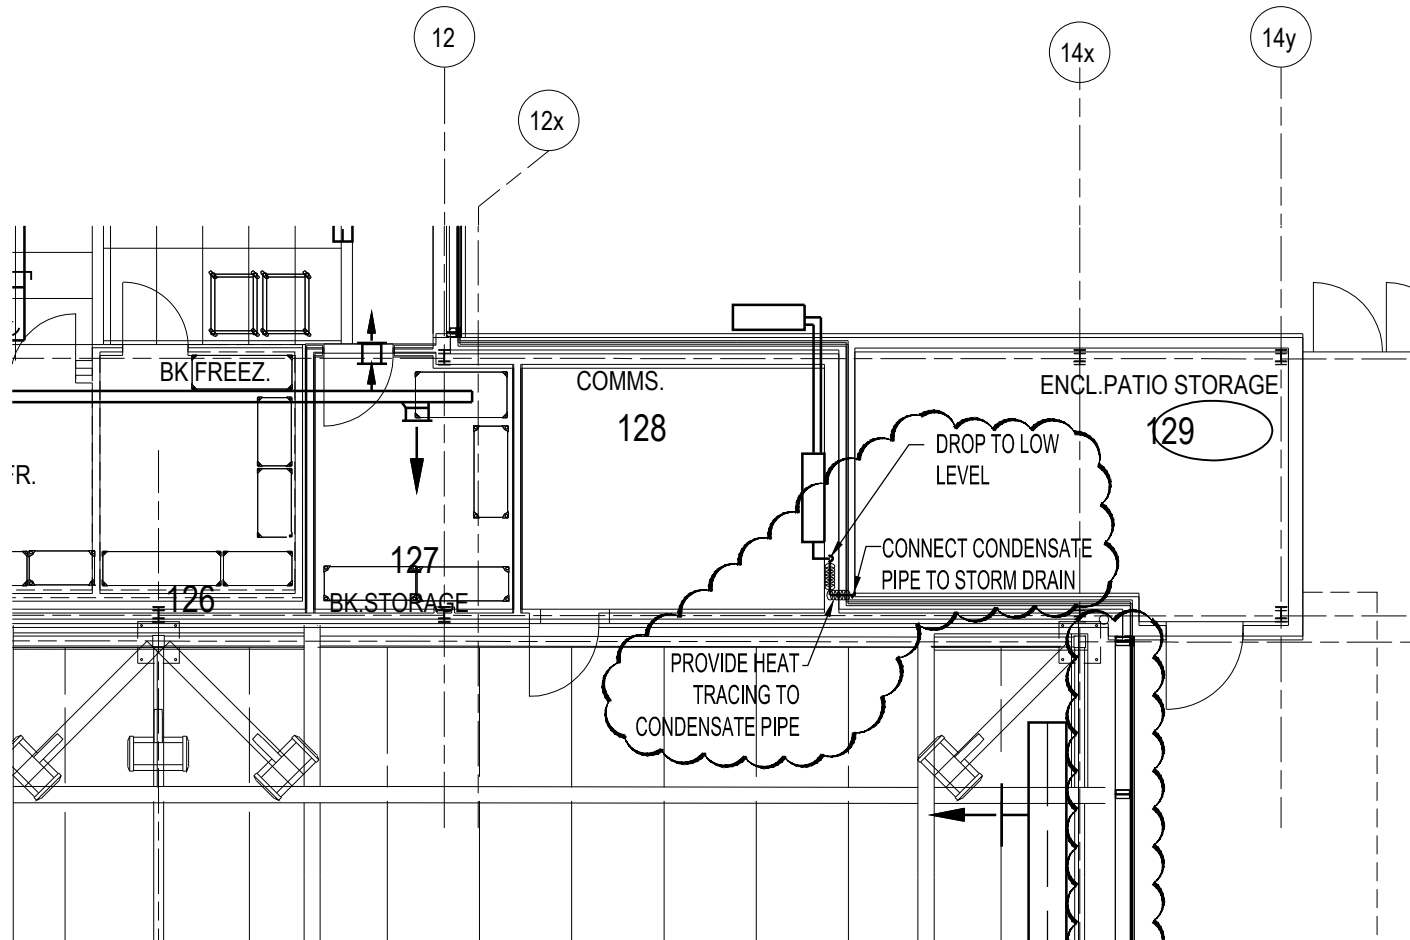 12
12x
14x
14y
BK.FREEZ.
COMMS.
128
ENCL.PATIO STORAGE
129
DROP TO LOW
LEVEL
CONNECT CONDENSATE
PIPE TO STORM DRAIN
127
BK.STORAGE
126
PROVIDE HEAT
TRACING TO
CONDENSATE PIPE